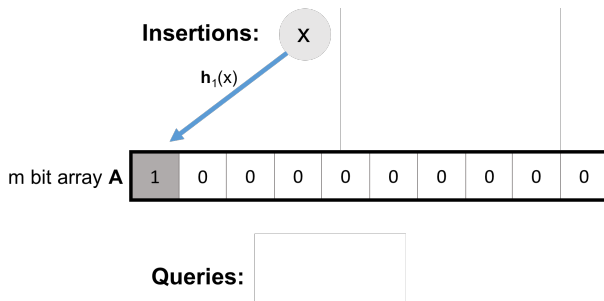 Insertions: x
h₁(x)
m bit array A 1 0 0 0 0 0 0 0 0 0
Queries: